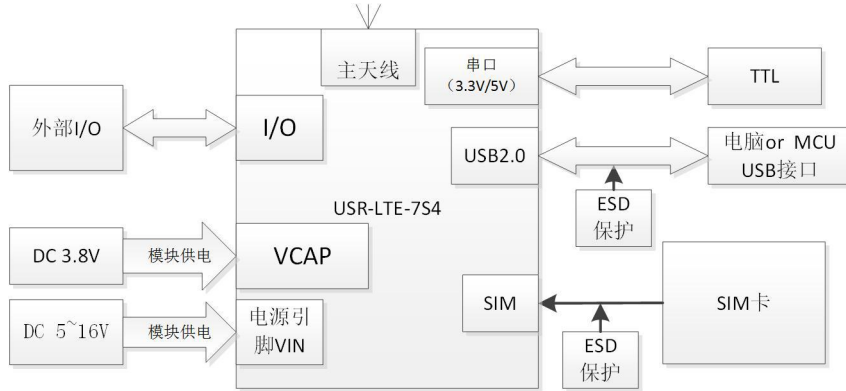 主天线
串口
(3.3V/5V)
TTL
外部I/O
I/O
USB2.0
电脑or MCU
USB接口
USR-LTE-7S4
ESD
保护
DC 3.8V
模块供电
VCAP
SIM
SIM卡
DC 5~16V
模块供电
电源引
脚VIN
ESD
保护